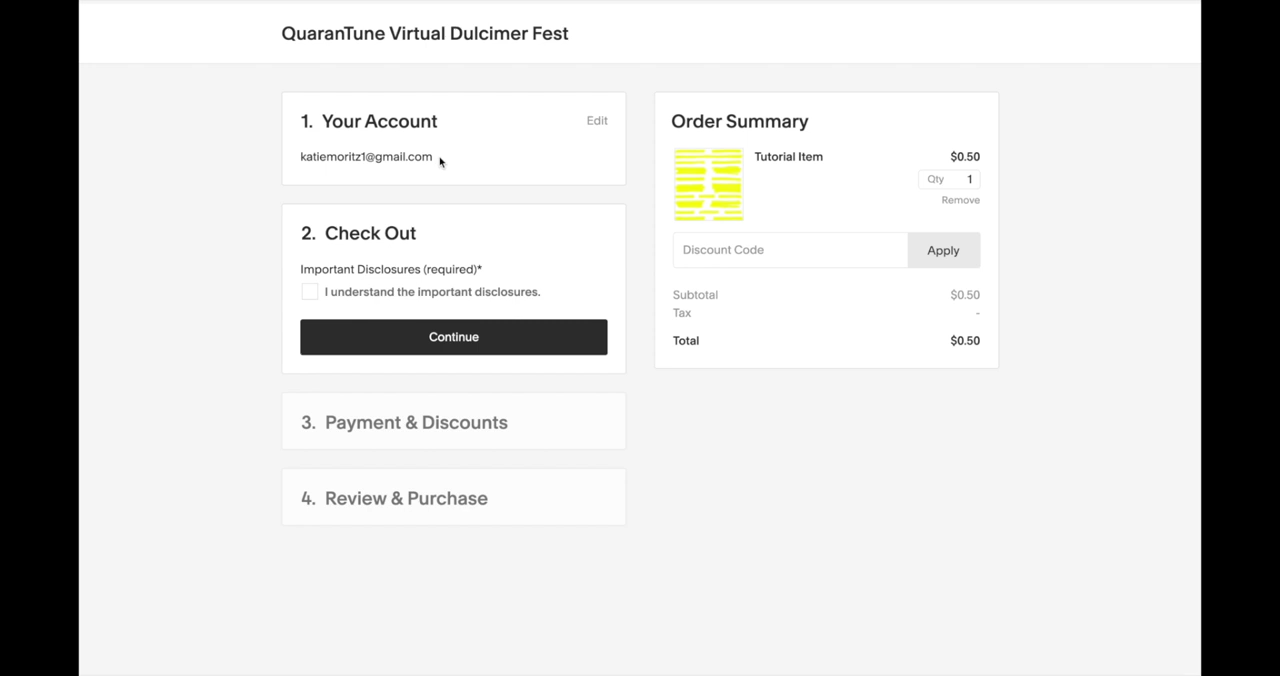 QuaranTune Virtual Dulcimer Fest
1. Your Account
Edit
katiemoritz1@gmail.com
2. Check Out
Important Disclosures (required)*
I understand the important disclosures.
Continue
3. Payment & Discounts
4. Review & Purchase
Order Summary
Tutorial Item
$0.50
Qty 1
Remove
Discount Code
Apply
Subtotal $0.50
Tax -
Total $0.50